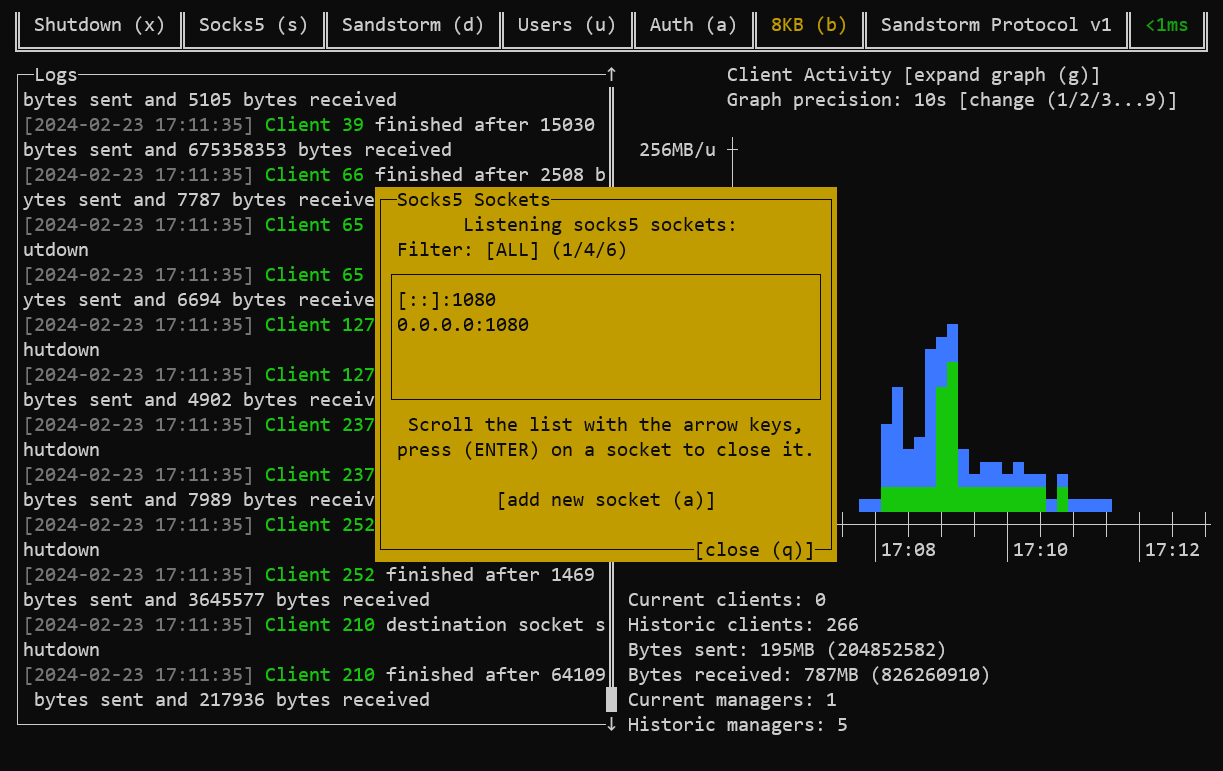 Shutdown (x) Socks5 (s) Sandstorm (d) Users (u) Auth (a) 8KB (b) Sandstorm Protocol v1 <1ms
Logs
bytes sent and 5105 bytes received
[2024-02-23 17:11:35] Client 39 finished after 15030
bytes sent and 675358353 bytes received
[2024-02-23 17:11:35] Client 66 finished after 2508 b
ytes sent and 7787 bytes receive
[2024-02-23 17:11:35] Client 65
utdown
[2024-02-23 17:11:35] Client 65
ytes sent and 6694 bytes receive
[2024-02-23 17:11:35] Client 127
hutdown
[2024-02-23 17:11:35] Client 127
bytes sent and 4902 bytes receiv
[2024-02-23 17:11:35] Client 237
hutdown
[2024-02-23 17:11:35] Client 237
bytes sent and 7989 bytes receiv
[2024-02-23 17:11:35] Client 252
hutdown
[2024-02-23 17:11:35] Client 252 finished after 1469
bytes sent and 3645577 bytes received
[2024-02-23 17:11:35] Client 210 destination socket s
hutdown
[2024-02-23 17:11:35] Client 210 finished after 64109
bytes sent and 217936 bytes received
Socks5 Sockets
Listening socks5 sockets:
Filter: [ALL] (1/4/6)
[::]:1080
0.0.0.0:1080
Scroll the list with the arrow keys,
press (ENTER) on a socket to close it.
[add new socket (a)]
[close (q)]
Client Activity [expand graph (g)]
Graph precision: 10s [change (1/2/3...9)]
256MB/u
17:08 17:10 17:12
Current clients: 0
Historic clients: 266
Bytes sent: 195MB (204852582)
Bytes received: 787MB (826260910)
Current managers: 1
Historic managers: 5